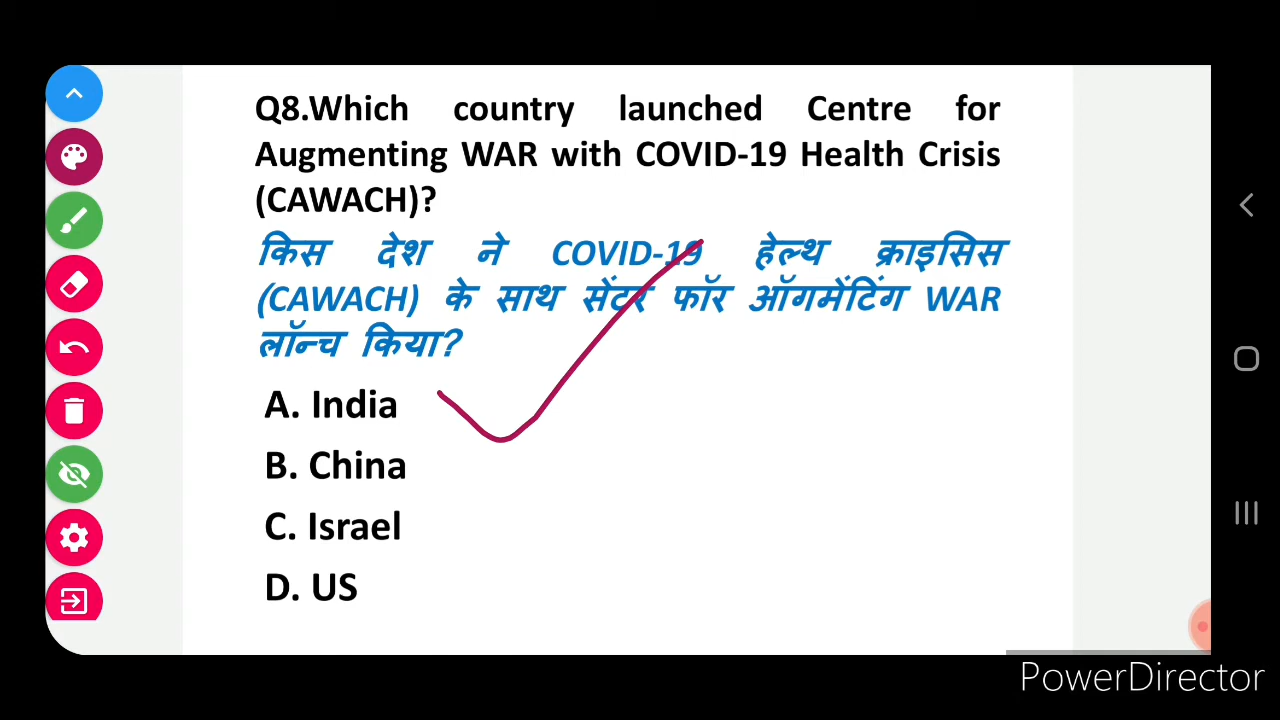 Q8.Which country launched Centre for
Augmenting WAR with COVID-19 Health Crisis
(CAWACH)?
किस देश ने COVID-19 हेल्थ क्राइसिस
(CAWACH) के साथ सेंटर फॉर ऑगमेंटिंग WAR
लॉन्च किया?
A. India
B. China
C. Israel
D. US
PowerDirector